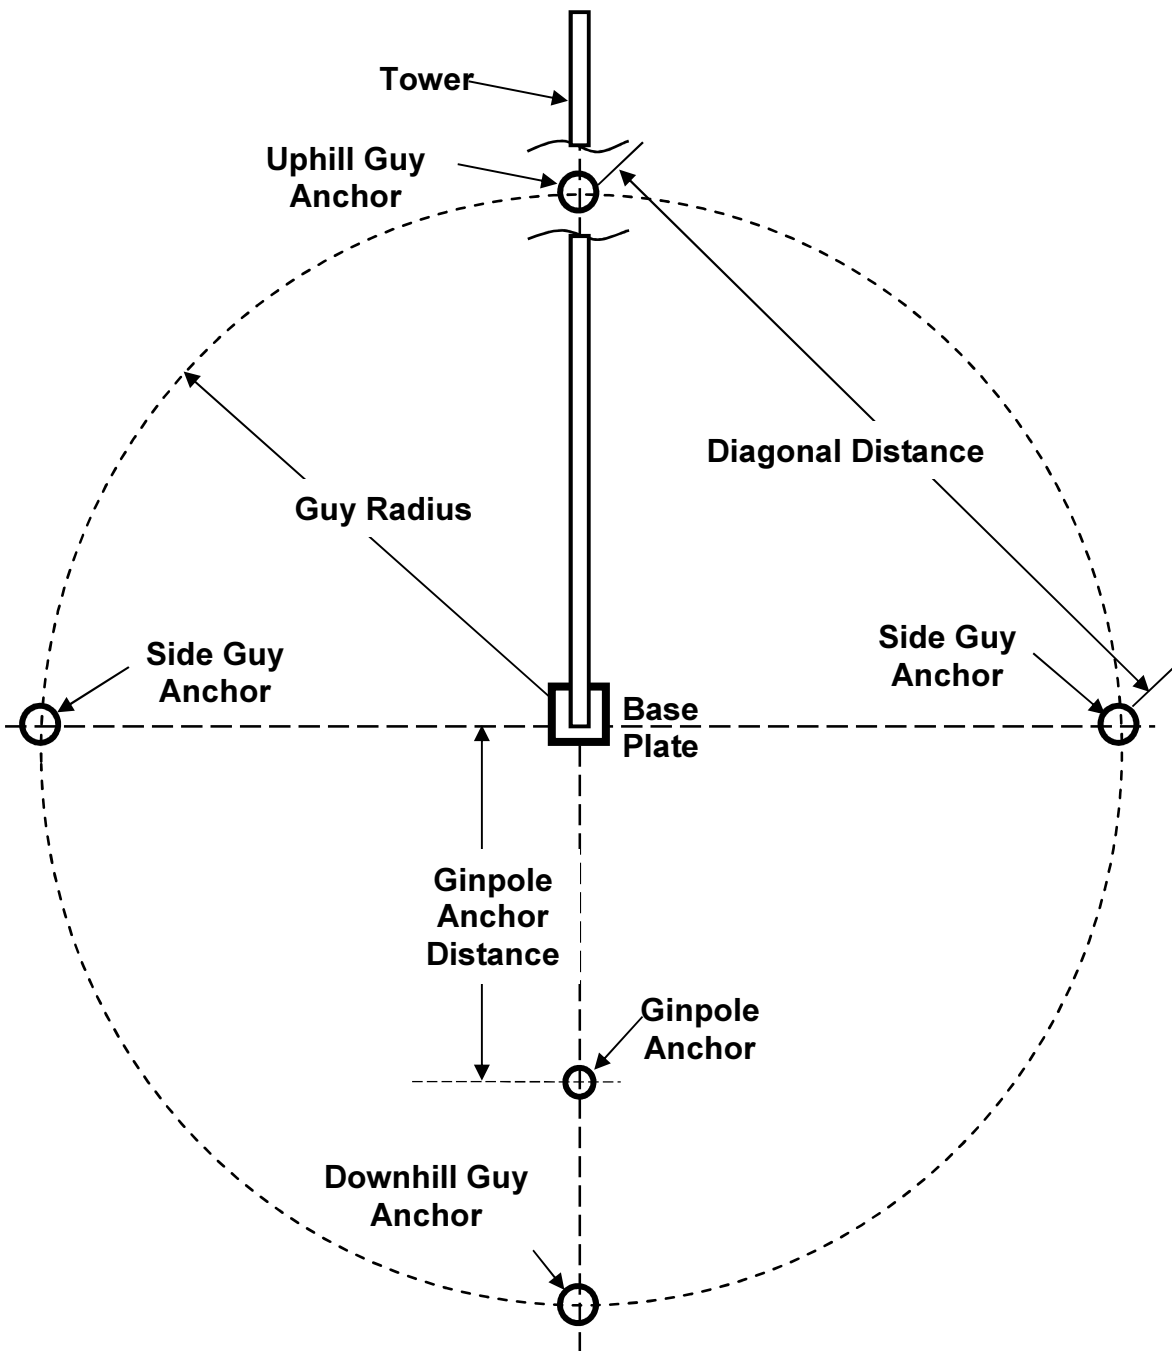 Tower
Uphill Guy
Anchor
Diagonal Distance
Guy Radius
Side Guy
Anchor
Side Guy
Anchor
Base
Plate
Ginpole
Anchor
Distance
Ginpole
Anchor
Downhill Guy
Anchor